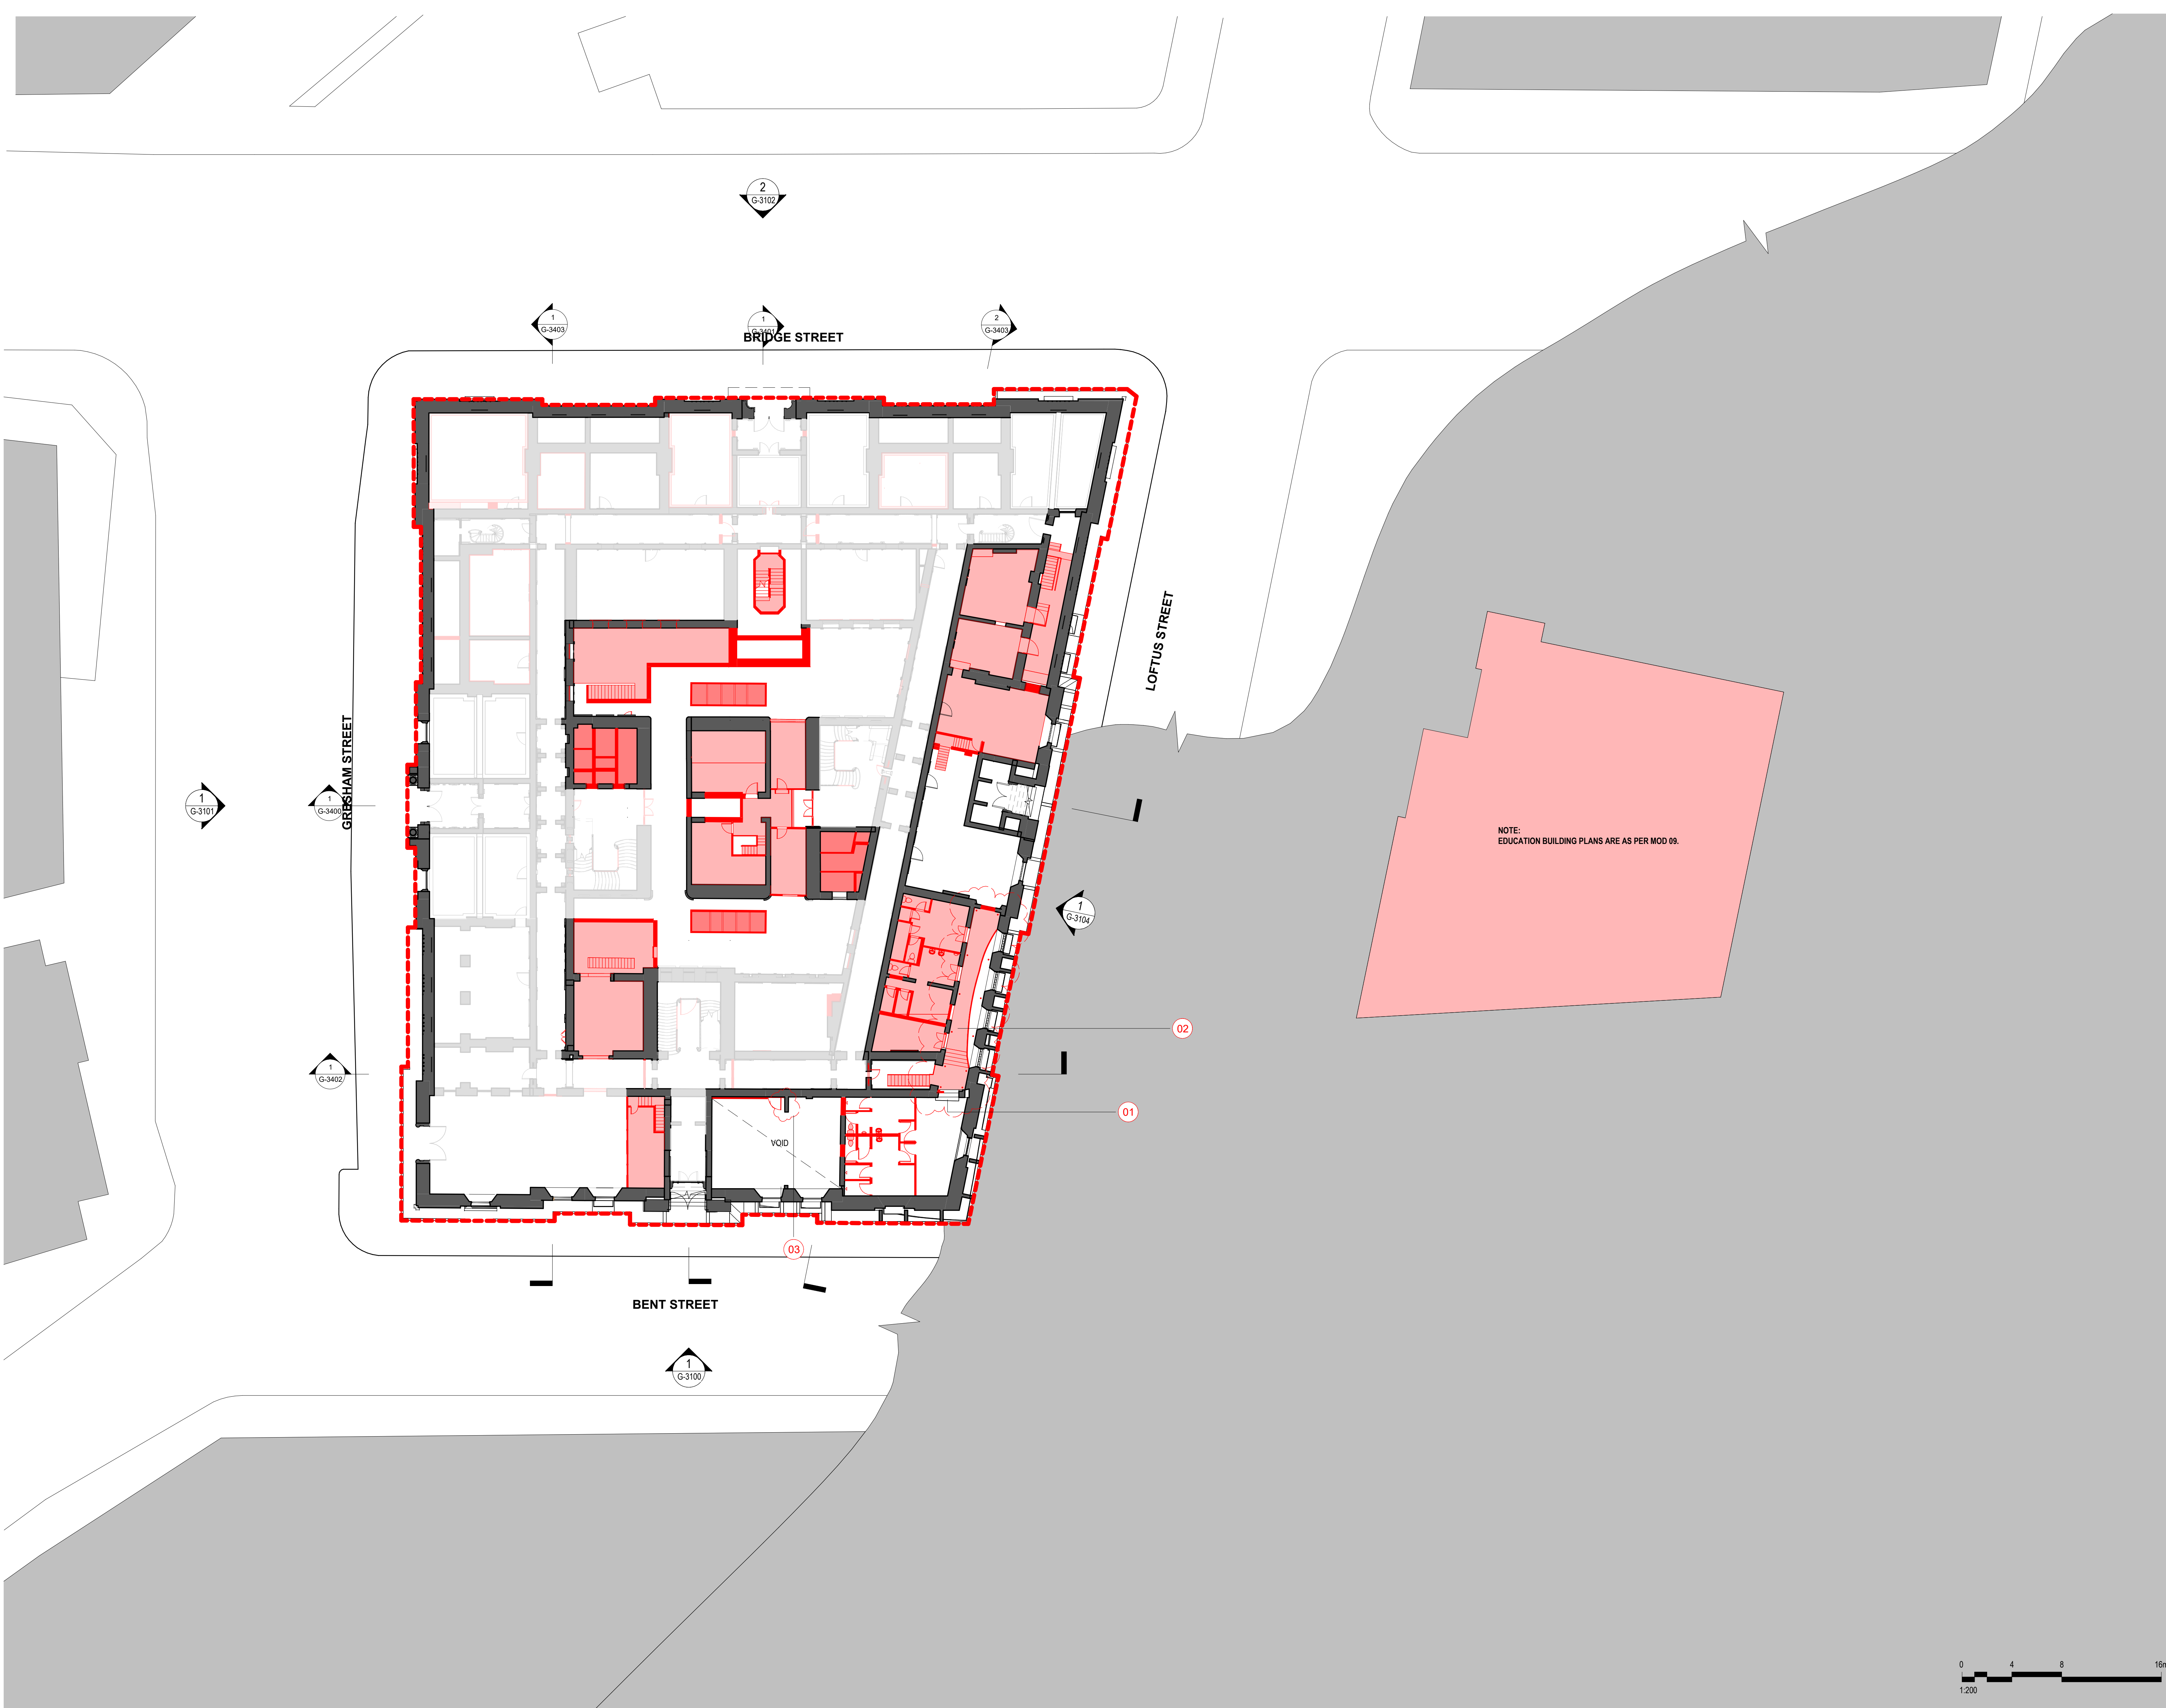 2
G-3102
1
G-3403
1
G-3401
2
G-3403
BRIDGE STREET
LOFTUS STREET
GRESHAM STREET
1
G-3101
1
G-3400
NOTE:
EDUCATION BUILDING PLANS ARE AS PER MOD 09.
1
G-3104
02
1
G-3402
01
VOID
03
BENT STREET
1
G-3100
0 4 8 16m
1:200